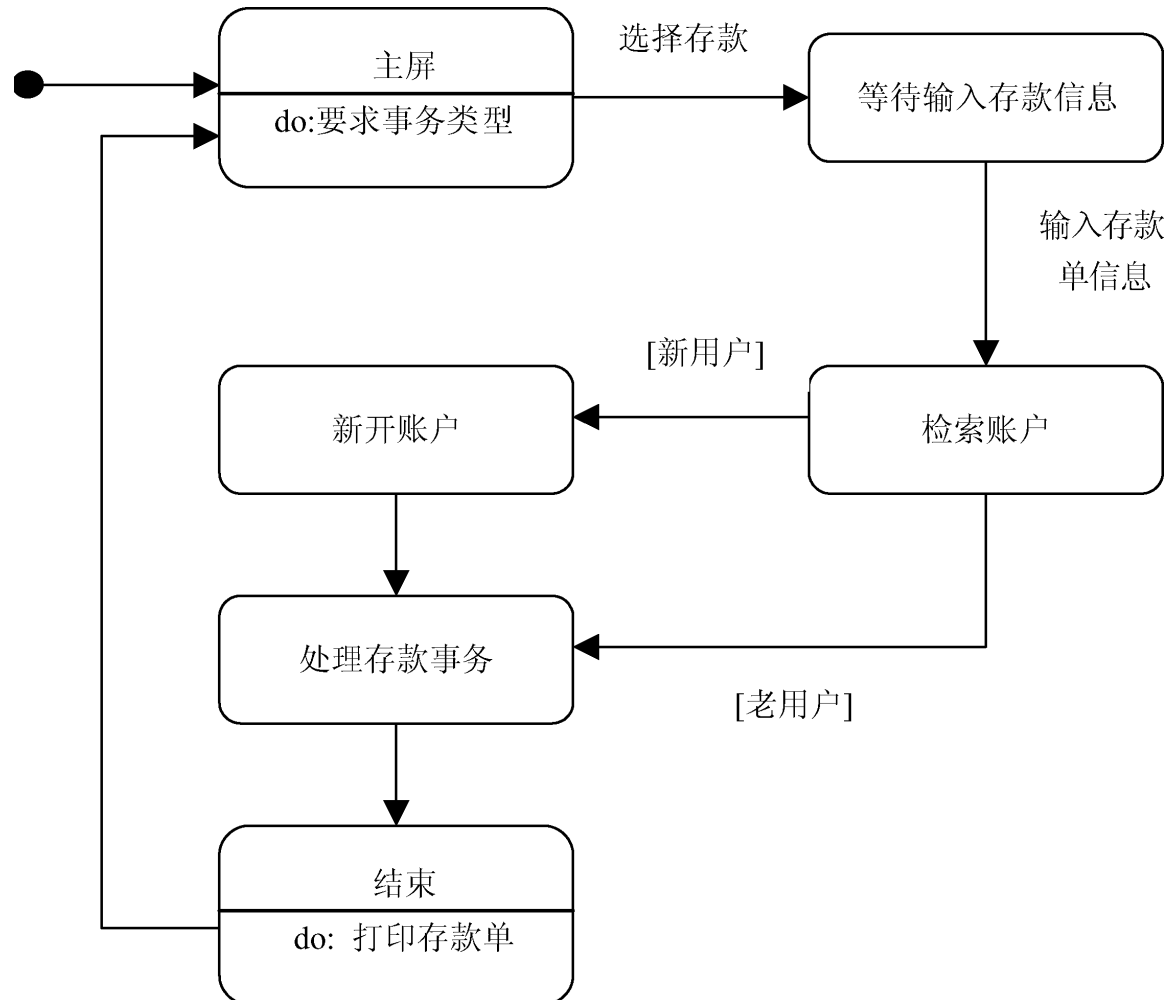 主屏
do:要求事务类型
选择存款
等待输入存款信息
输入存款
单信息
[新用户]
新开账户
检索账户
处理存款事务
[老用户]
结束
do: 打印存款单